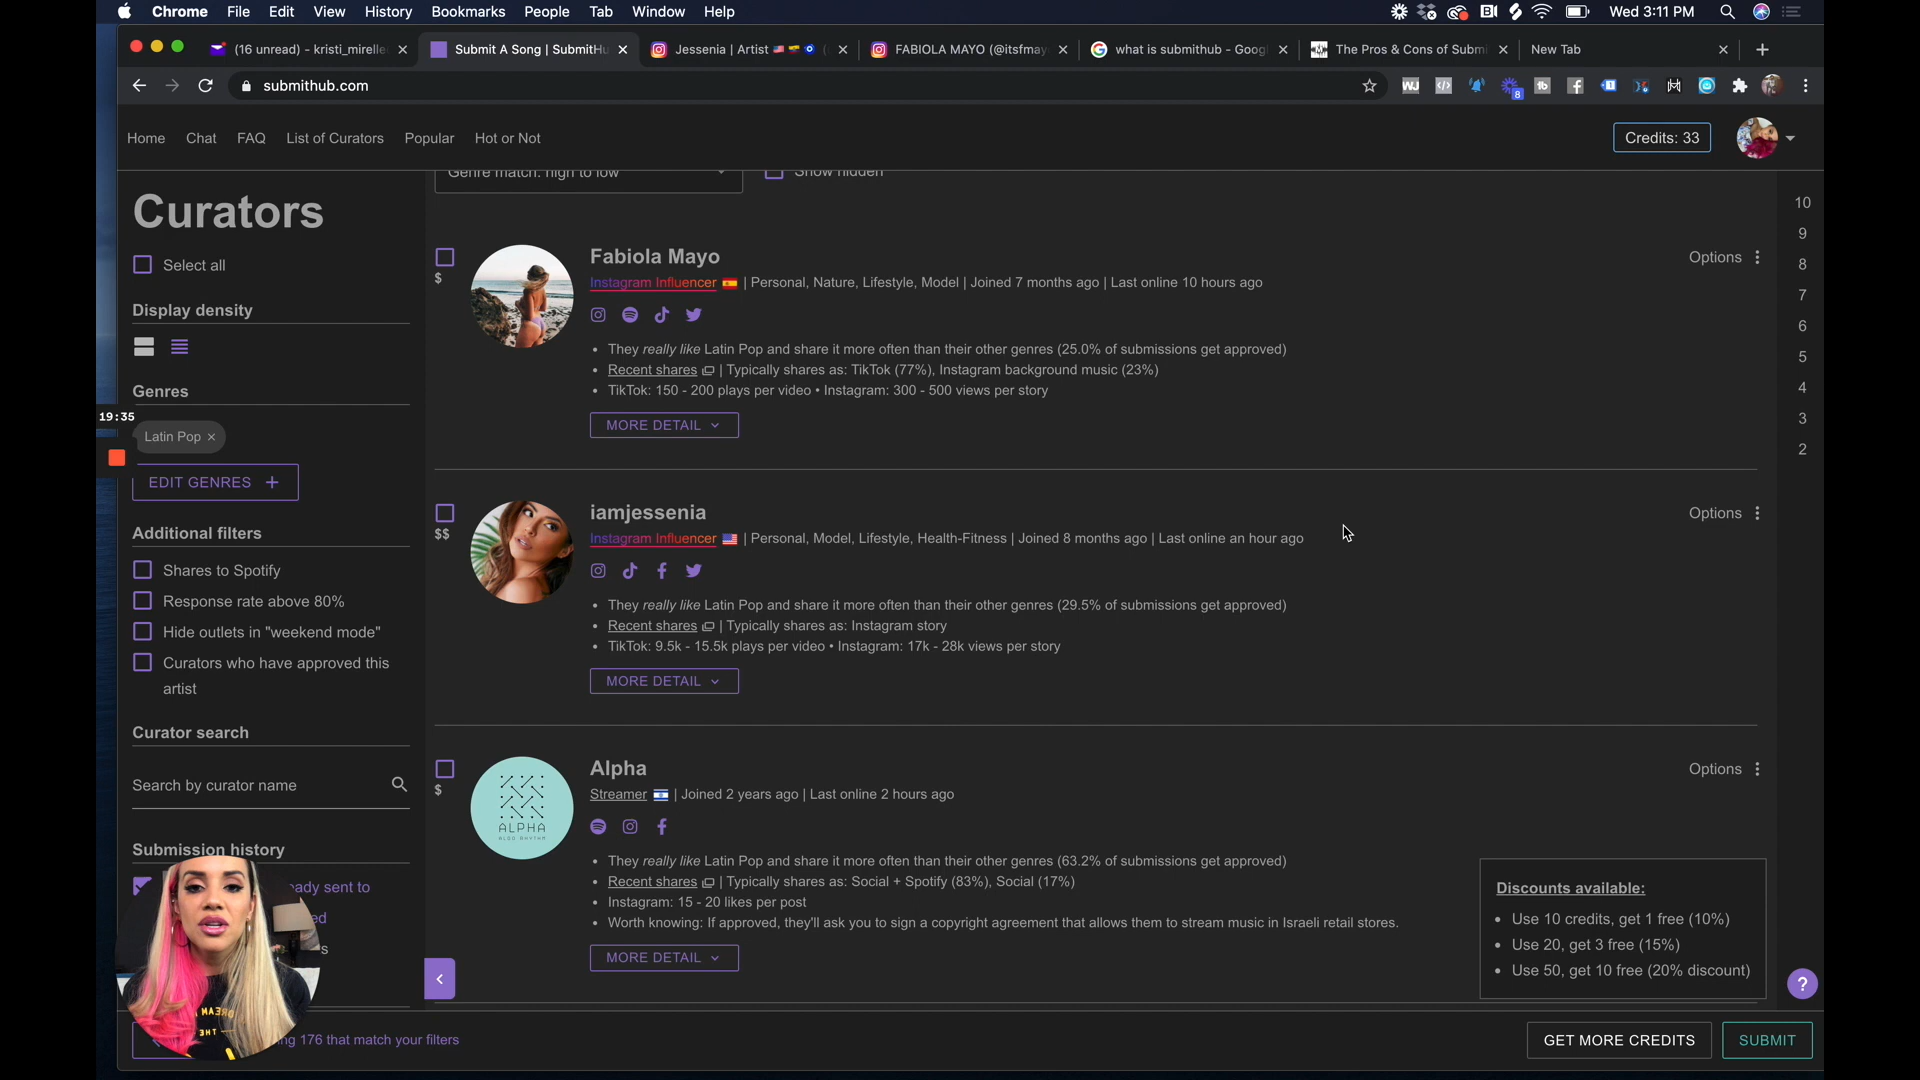 Chrome File Edit View History Bookmarks People Tab Window Help Wed 3:11 PM
(16 unread) - kristi_mirelle Submit A Song | SubmitHu Jessenia | Artist FABIOLA MAYO (@itsfmay what is submithub - Goog The Pros & Cons of Submi New Tab
submithub.com
8
Home Chat FAQ List of Curators Popular Hot or Not Credits: 33
Curators
Select all
Display density
Genres
19:35
Latin Pop ×
EDIT GENRES +
Additional filters
Shares to Spotify
Response rate above 80%
Hide outlets in "weekend mode"
Curators who have approved this
artist
Curator search
Search by curator name
Submission history
eady sent to
ed
s
Genre match: high to low Show hidden
Fabiola Mayo Options
$
Instagram Influencer | Personal, Nature, Lifestyle, Model | Joined 7 months ago | Last online 10 hours ago
• They really like Latin Pop and share it more often than their other genres (25.0% of submissions get approved)
• Recent shares | Typically shares as: TikTok (77%), Instagram background music (23%)
• TikTok: 150 - 200 plays per video • Instagram: 300 - 500 views per story
MORE DETAIL
iamjessenia Options
$$
Instagram Influencer | Personal, Model, Lifestyle, Health-Fitness | Joined 8 months ago | Last online an hour ago
• They really like Latin Pop and share it more often than their other genres (29.5% of submissions get approved)
• Recent shares | Typically shares as: Instagram story
• TikTok: 9.5k - 15.5k plays per video • Instagram: 17k - 28k views per story
MORE DETAIL
Alpha Options
$
ALPHA
ALGO RHYTHM
Streamer | Joined 2 years ago | Last online 2 hours ago
• They really like Latin Pop and share it more often than their other genres (63.2% of submissions get approved)
• Recent shares | Typically shares as: Social + Spotify (83%), Social (17%)
• Instagram: 15 - 20 likes per post
• Worth knowing: If approved, they'll ask you to sign a copyright agreement that allows them to stream music in Israeli retail stores.
MORE DETAIL
10
9
8
7
6
5
4
3
2
Discounts available:
• Use 10 credits, get 1 free (10%)
• Use 20, get 3 free (15%)
• Use 50, get 10 free (20% discount)
?
ng 176 that match your filters GET MORE CREDITS SUBMIT